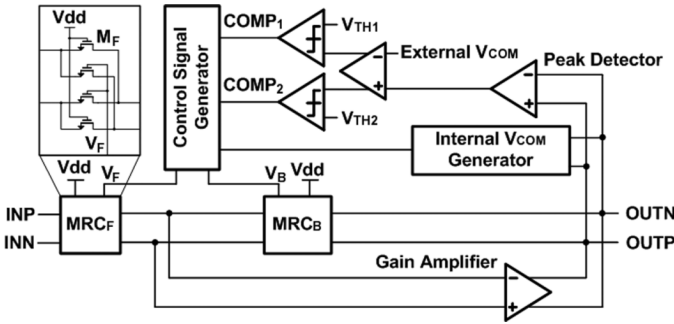 Vdd
MF
VF
Control Signal Generator
COMP1
VTH1
COMP2
VTH2
External VCOM
Peak Detector
Internal VCOM
Generator
Vdd
VF
VB
Vdd
INP
INN
MRCF
MRCB
OUTN
OUTP
Gain Amplifier
−
+
−
+
−
+